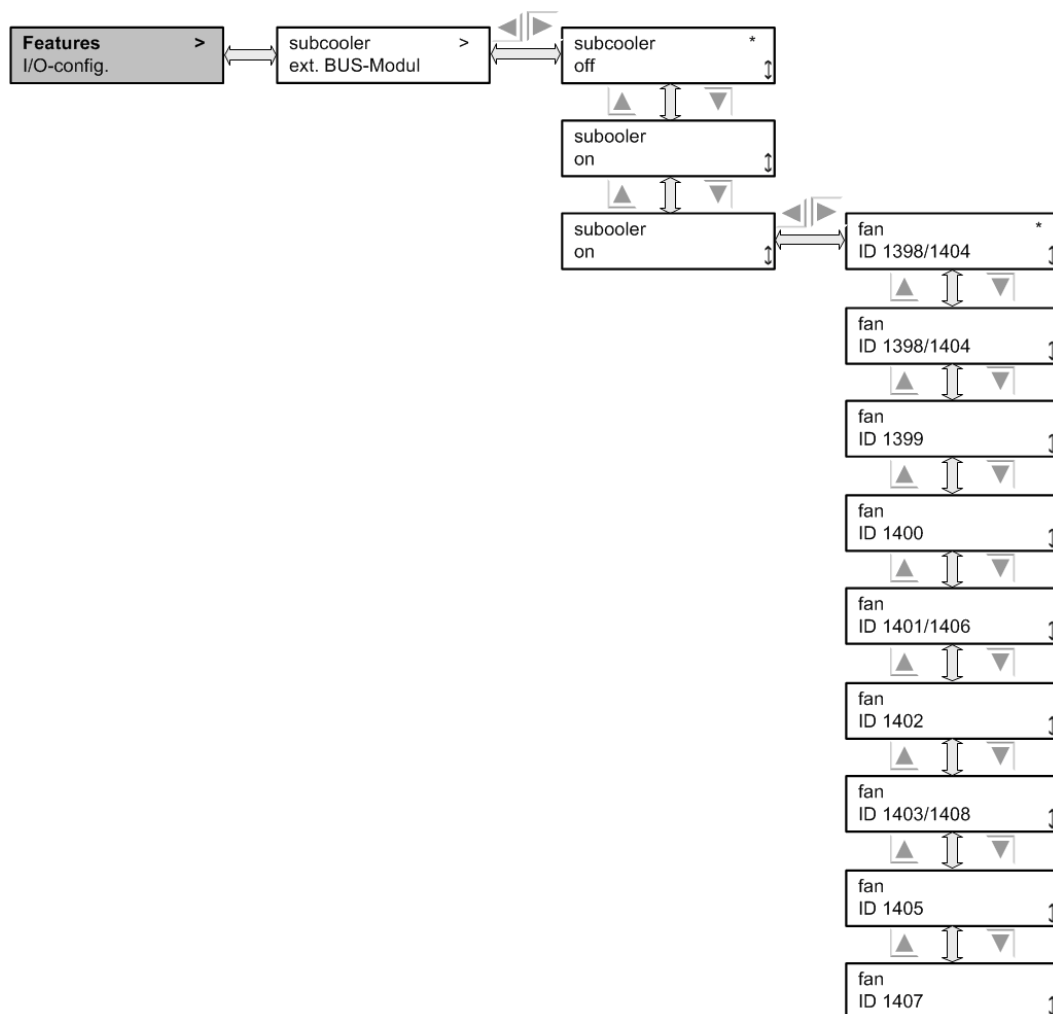 Features >
I/O-config.
subcooler >
ext. BUS-Modul
subcooler *
off
subooler
on
subooler
on
fan *
ID 1398/1404
fan
ID 1398/1404
fan
ID 1399
fan
ID 1400
fan
ID 1401/1406
fan
ID 1402
fan
ID 1403/1408
fan
ID 1405
fan
ID 1407